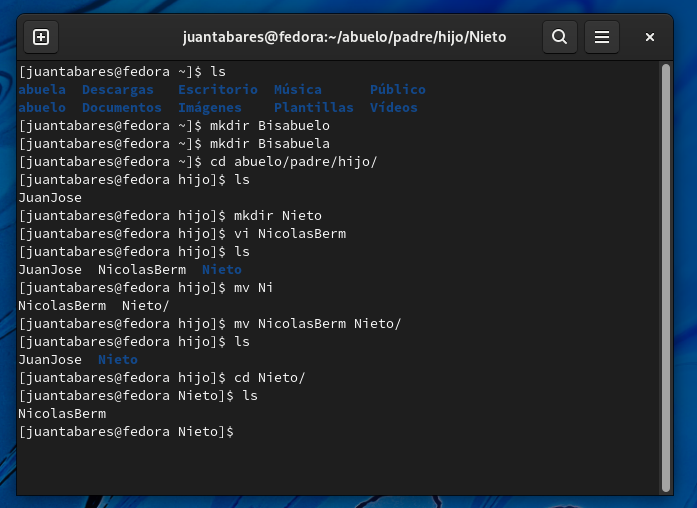 juantabares@fedora:~/abuelo/padre/hijo/Nieto
[juantabares@fedora ~]$ ls
abuela  Descargas   Escritorio  Música      Público
abuelo  Documentos  Imágenes    Plantillas  Vídeos
[juantabares@fedora ~]$ mkdir Bisabuelo
[juantabares@fedora ~]$ mkdir Bisabuela
[juantabares@fedora ~]$ cd abuelo/padre/hijo/
[juantabares@fedora hijo]$ ls
JuanJose
[juantabares@fedora hijo]$ mkdir Nieto
[juantabares@fedora hijo]$ vi NicolasBerm
[juantabares@fedora hijo]$ ls
JuanJose  NicolasBerm  Nieto
[juantabares@fedora hijo]$ mv Ni
NicolasBerm  Nieto/
[juantabares@fedora hijo]$ mv NicolasBerm Nieto/
[juantabares@fedora hijo]$ ls
JuanJose  Nieto
[juantabares@fedora hijo]$ cd Nieto/
[juantabares@fedora Nieto]$ ls
NicolasBerm
[juantabares@fedora Nieto]$